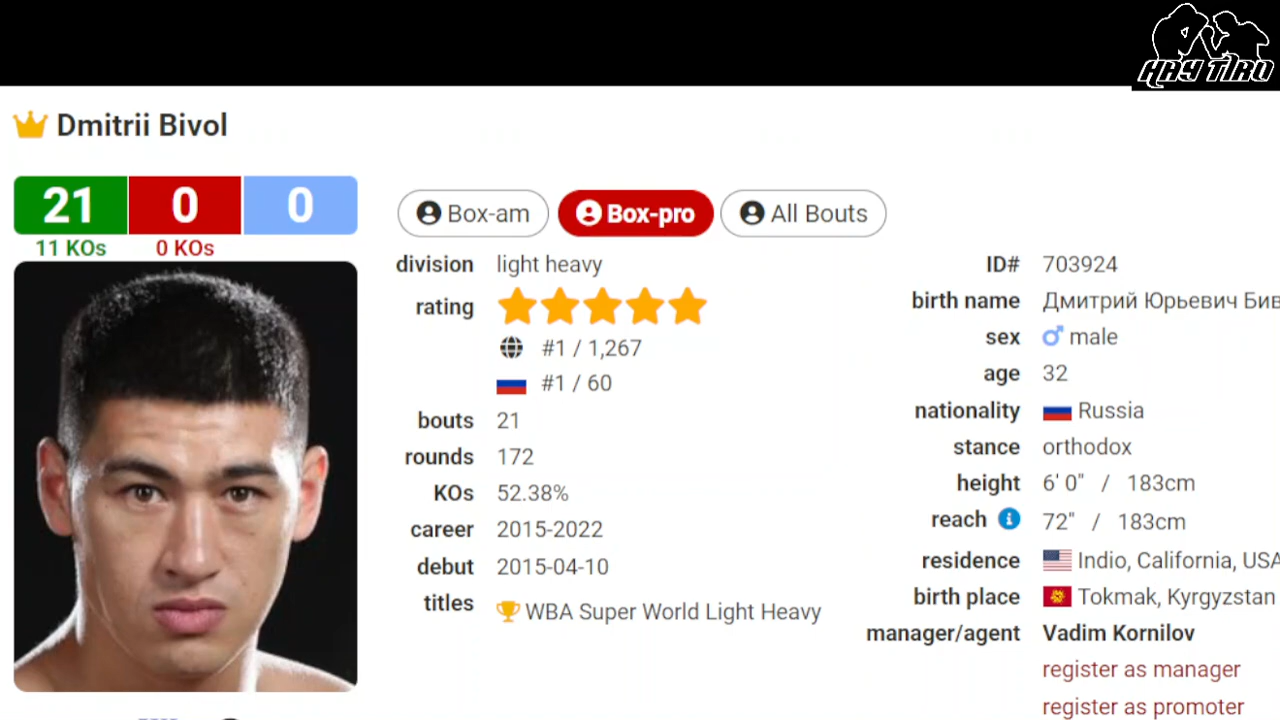 HAY TIRO
Dmitrii Bivol
21 0 0
11 KOs 0 KOs
Box-am Box-pro All Bouts
division light heavy
rating
#1 / 1,267
#1 / 60
bouts 21
rounds 172
KOs 52.38%
career 2015-2022
debut 2015-04-10
titles WBA Super World Light Heavy
ID# 703924
birth name Дмитрий Юрьевич Бив
sex male
age 32
nationality Russia
stance orthodox
height 6' 0" / 183cm
reach 72" / 183cm
residence Indio, California, USA
birth place Tokmak, Kyrgyzstan
manager/agent Vadim Kornilov
register as manager
register as promoter